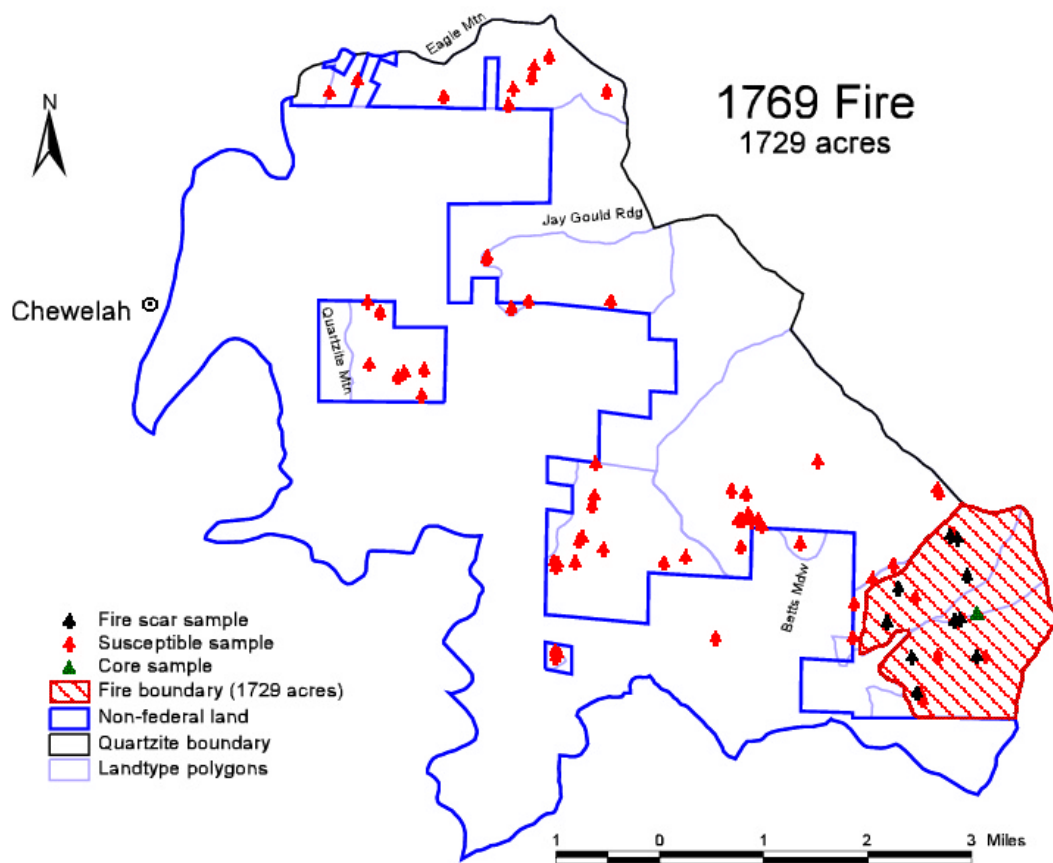 Eagle Mtn
1769 Fire
1729 acres
N
Jay Gould Rdg
Chewelah
Quartzite Mtn
Betts Mdw
Fire scar sample
Susceptible sample
Core sample
Fire boundary (1729 acres)
Non-federal land
Quartzite boundary
Landtype polygons
1 0 1 2 3 Miles